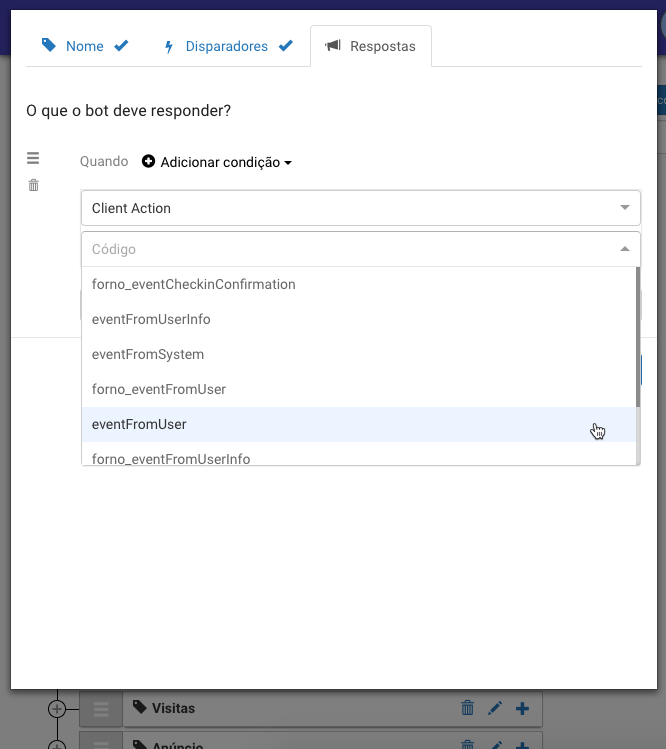 Nome
Disparadores
Respostas
O que o bot deve responder?
Quando Adicionar condição
Client Action
Código
forno_eventCheckinConfirmation
eventFromUserInfo
eventFromSystem
forno_eventFromUser
eventFromUser
forno_eventFromUserInfo
Visitas
Anúncio